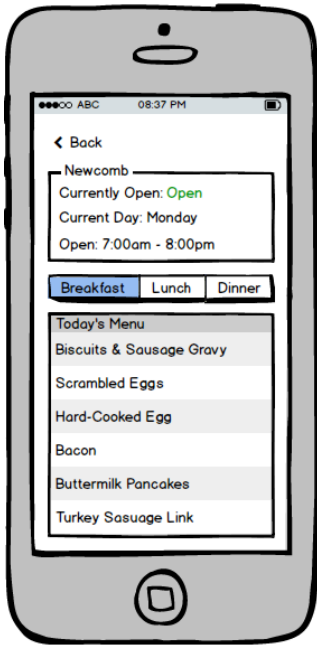 ABC 08:37 PM
Back
Newcomb
Currently Open: Open
Current Day: Monday
Open: 7:00am - 8:00pm
Breakfast Lunch Dinner
Today's Menu
Biscuits & Sausage Gravy
Scrambled Eggs
Hard-Cooked Egg
Bacon
Buttermilk Pancakes
Turkey Sasuage Link